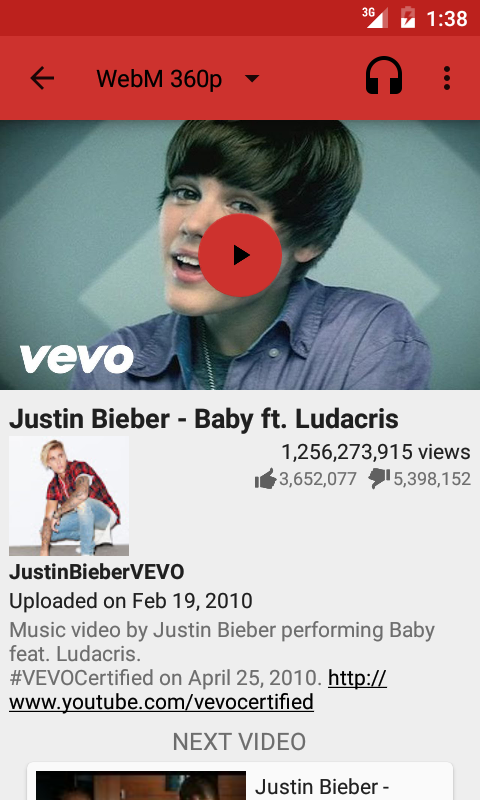 3G 1:38
WebM 360p
vevo
Justin Bieber - Baby ft. Ludacris
1,256,273,915 views
3,652,077 5,398,152
JustinBieberVEVO
Uploaded on Feb 19, 2010
Music video by Justin Bieber performing Baby
feat. Ludacris.
#VEVOCertified on April 25, 2010. http://
www.youtube.com/vevocertified
NEXT VIDEO
Justin Bieber -